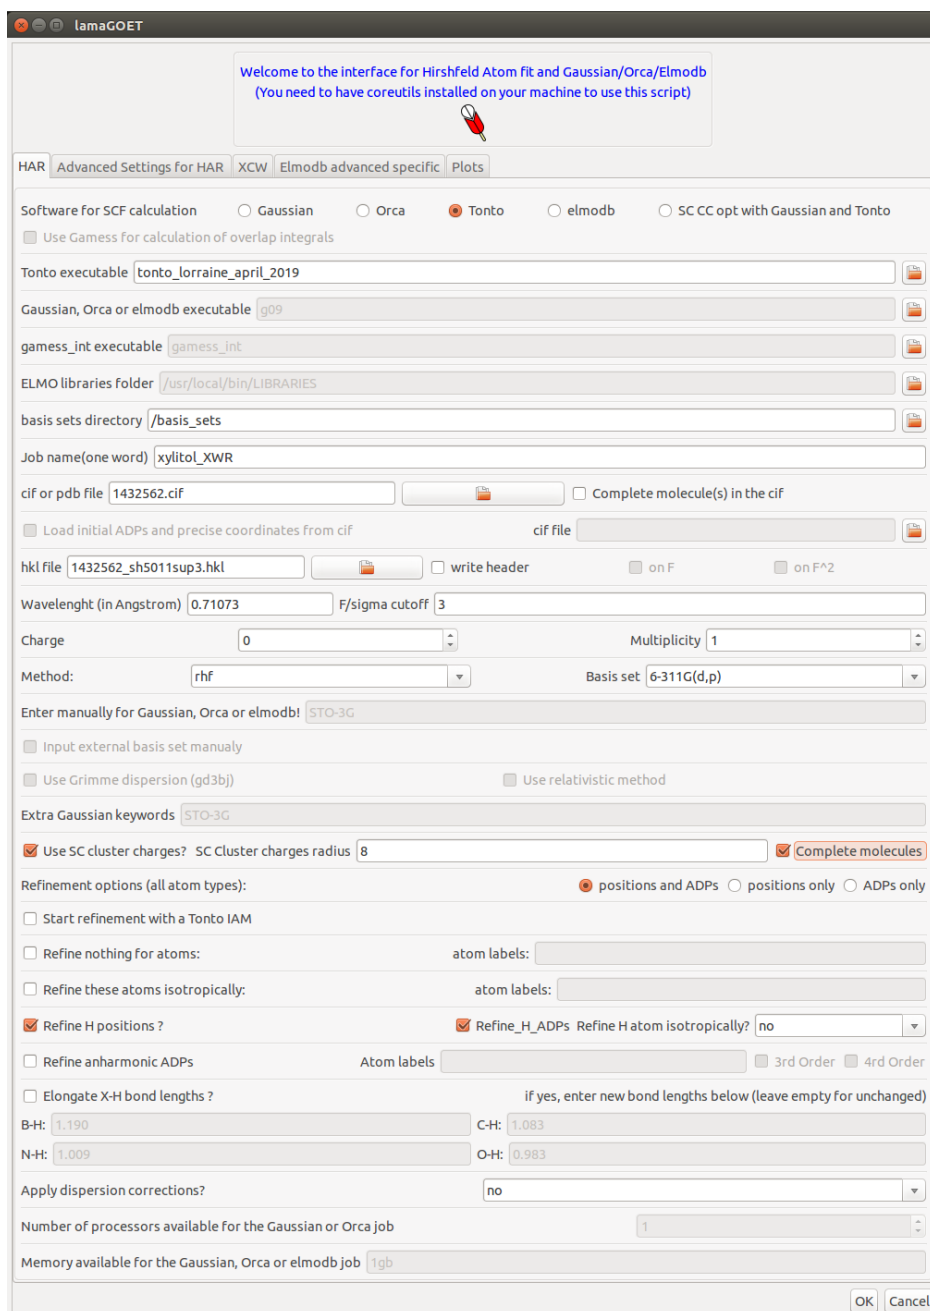 lamaGOET
Welcome to the interface for Hirshfeld Atom fit and Gaussian/Orca/Elmodb
(You need to have coreutils installed on your machine to use this script)
HAR Advanced Settings for HAR XCW Elmodb advanced specific Plots
Software for SCF calculation Gaussian Orca Tonto elmodb SC CC opt with Gaussian and Tonto
Use Gamess for calculation of overlap integrals
Tonto executable tonto_lorraine_april_2019
Gaussian, Orca or elmodb executable g09
gamess_int executable gamess_int
ELMO libraries folder /usr/local/bin/LIBRARIES
basis sets directory /basis_sets
Job name(one word) xylitol_XWR
cif or pdb file 1432562.cif Complete molecule(s) in the cif
Load initial ADPs and precise coordinates from cif cif file
hkl file 1432562_sh5011sup3.hkl write header on F on F^2
Wavelenght (in Angstrom) 0.71073 F/sigma cutoff 3
Charge 0 Multiplicity 1
Method: rhf Basis set 6-311G(d,p)
Enter manually for Gaussian, Orca or elmodb! STO-3G
Input external basis set manualy
Use Grimme dispersion (gd3bj) Use relativistic method
Extra Gaussian keywords STO-3G
Use SC cluster charges? SC Cluster charges radius 8 Complete molecules
Refinement options (all atom types): positions and ADPs positions only ADPs only
Start refinement with a Tonto IAM
Refine nothing for atoms: atom labels:
Refine these atoms isotropically: atom labels:
Refine H positions ? Refine_H_ADPs Refine H atom isotropically? no
Refine anharmonic ADPs Atom labels 3rd Order 4rd Order
Elongate X-H bond lengths ? if yes, enter new bond lengths below (leave empty for unchanged)
B-H: 1.190 C-H: 1.083
N-H: 1.009 O-H: 0.983
Apply dispersion corrections? no
Number of processors available for the Gaussian or Orca job 1
Memory available for the Gaussian, Orca or elmodb job 1gb
OK Cancel